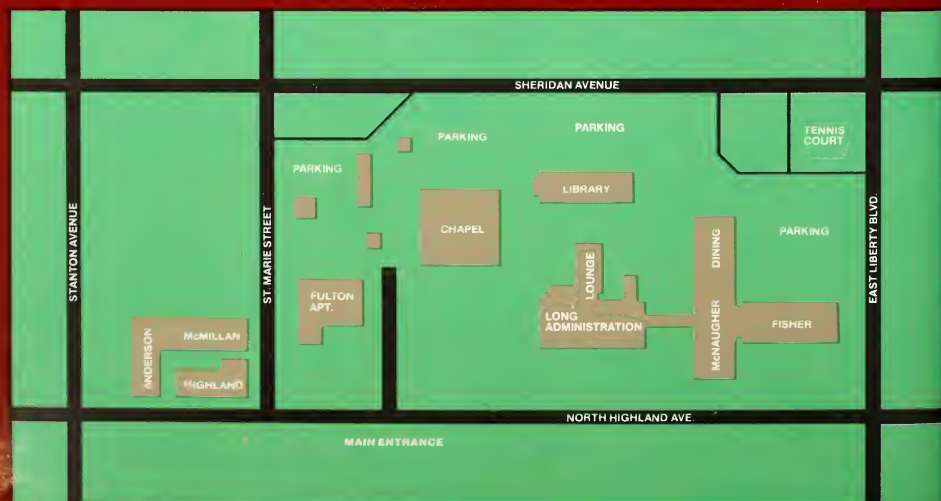 SHERIDAN AVENUE
PARKING
PARKING
TENNIS
COURT
PARKING
LIBRARY
STANTON AVENUE
ST. MARIE STREET
CHAPEL
DINING
PARKING
EAST LIBERTY BLVD.
LOUNGE
FULTON
APT.
LONG
ADMINISTRATION
McNAUGHER
FISHER
ANDERSON
McMILLAN
HIGHLAND
NORTH HIGHLAND AVE.
MAIN ENTRANCE